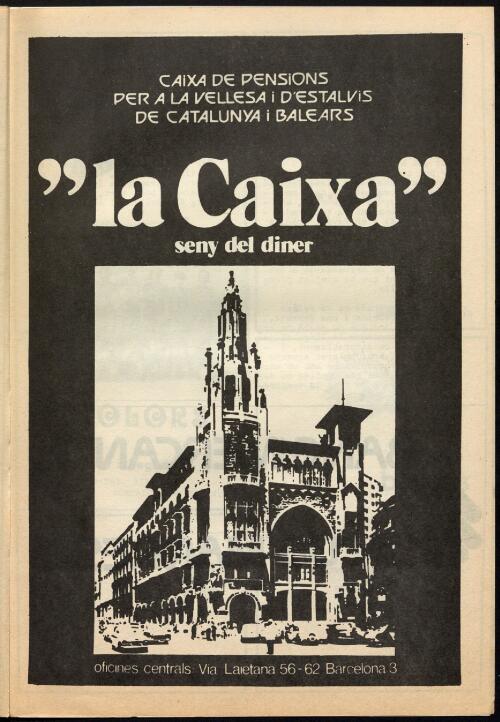 CAIXA DE PENSIONS
PER A LA VELLESA i D'ESTALVIS
DE CATALUNYA i BALEARS
"la Caixa"
seny del diner
oficines centrals: Via Laietana 56-62 Barcelona 3